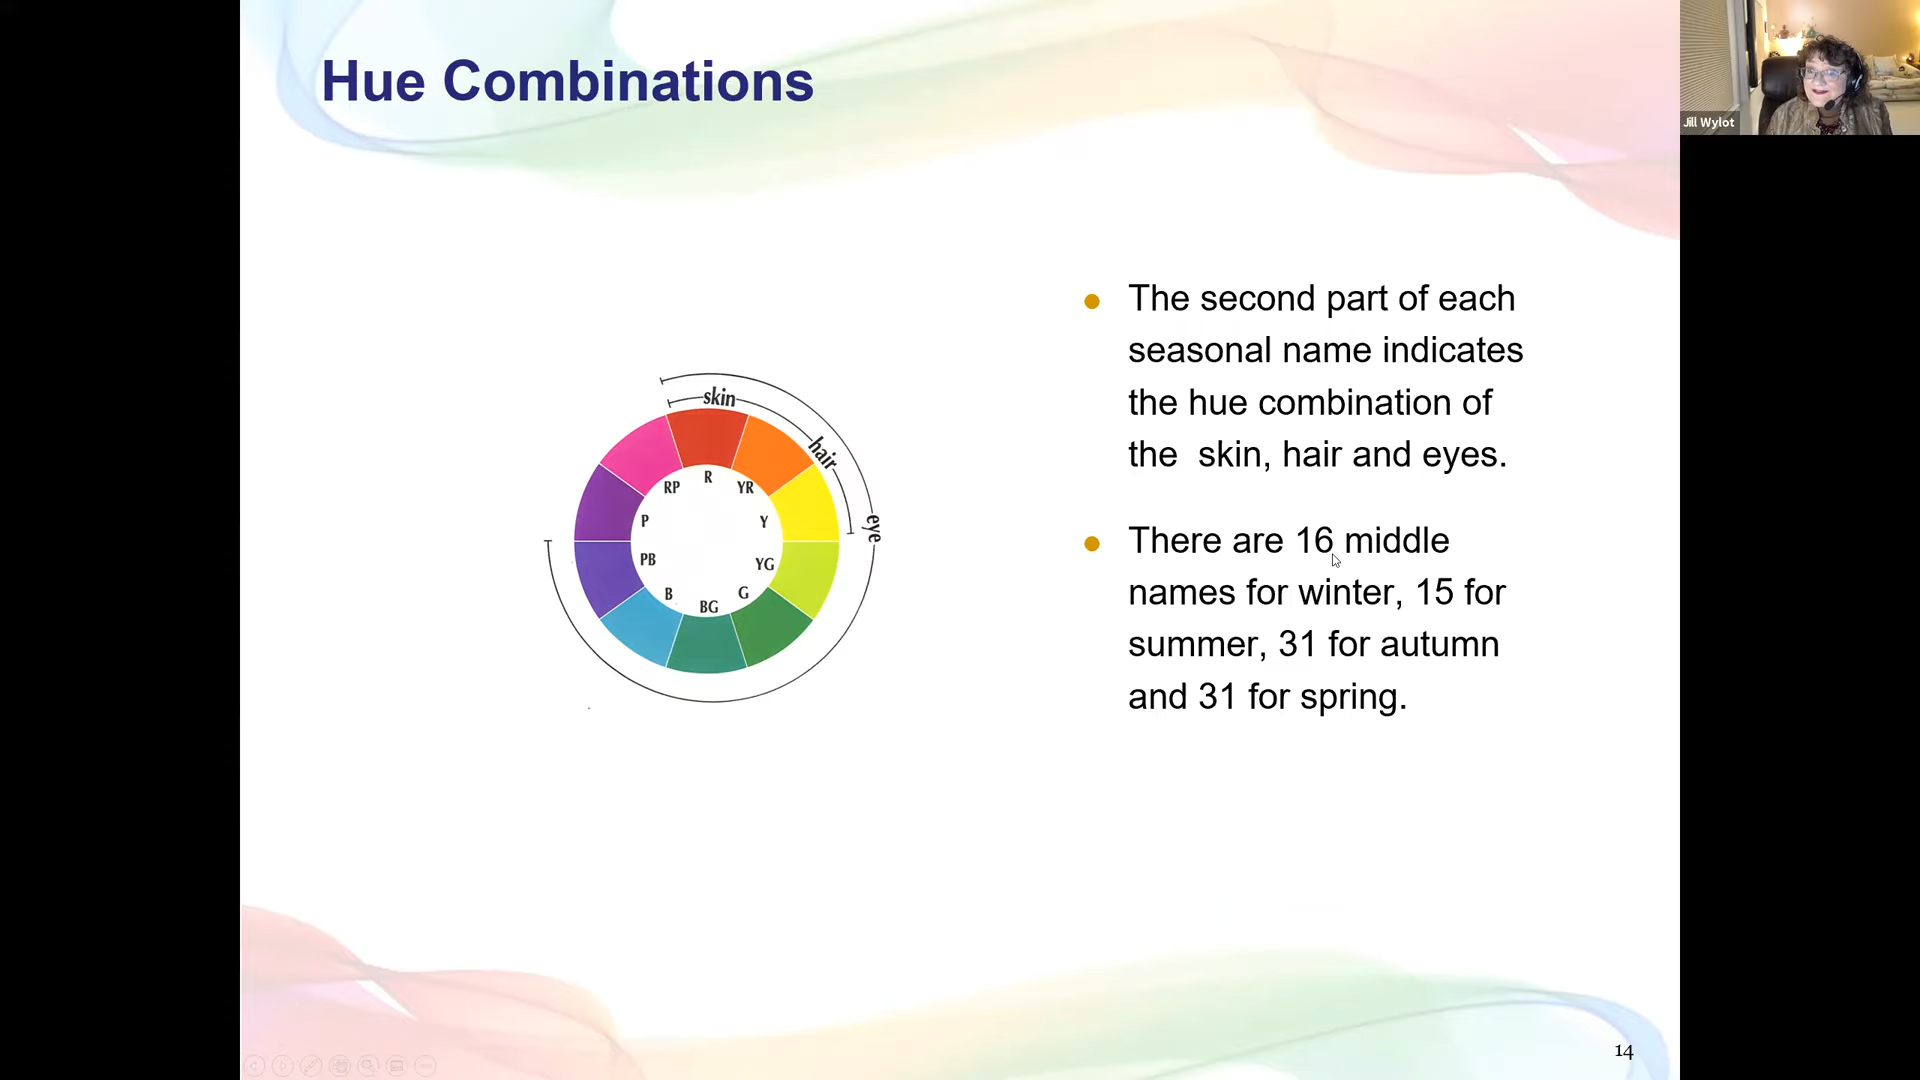 Hue Combinations
Jill Wylot
The second part of each
seasonal name indicates
the hue combination of
the  skin, hair and eyes.
There are 16 middle
names for winter, 15 for
summer, 31 for autumn
and 31 for spring.
skin
hair
eye
R
RP
YR
P
Y
PB
YG
B
G
BG
14